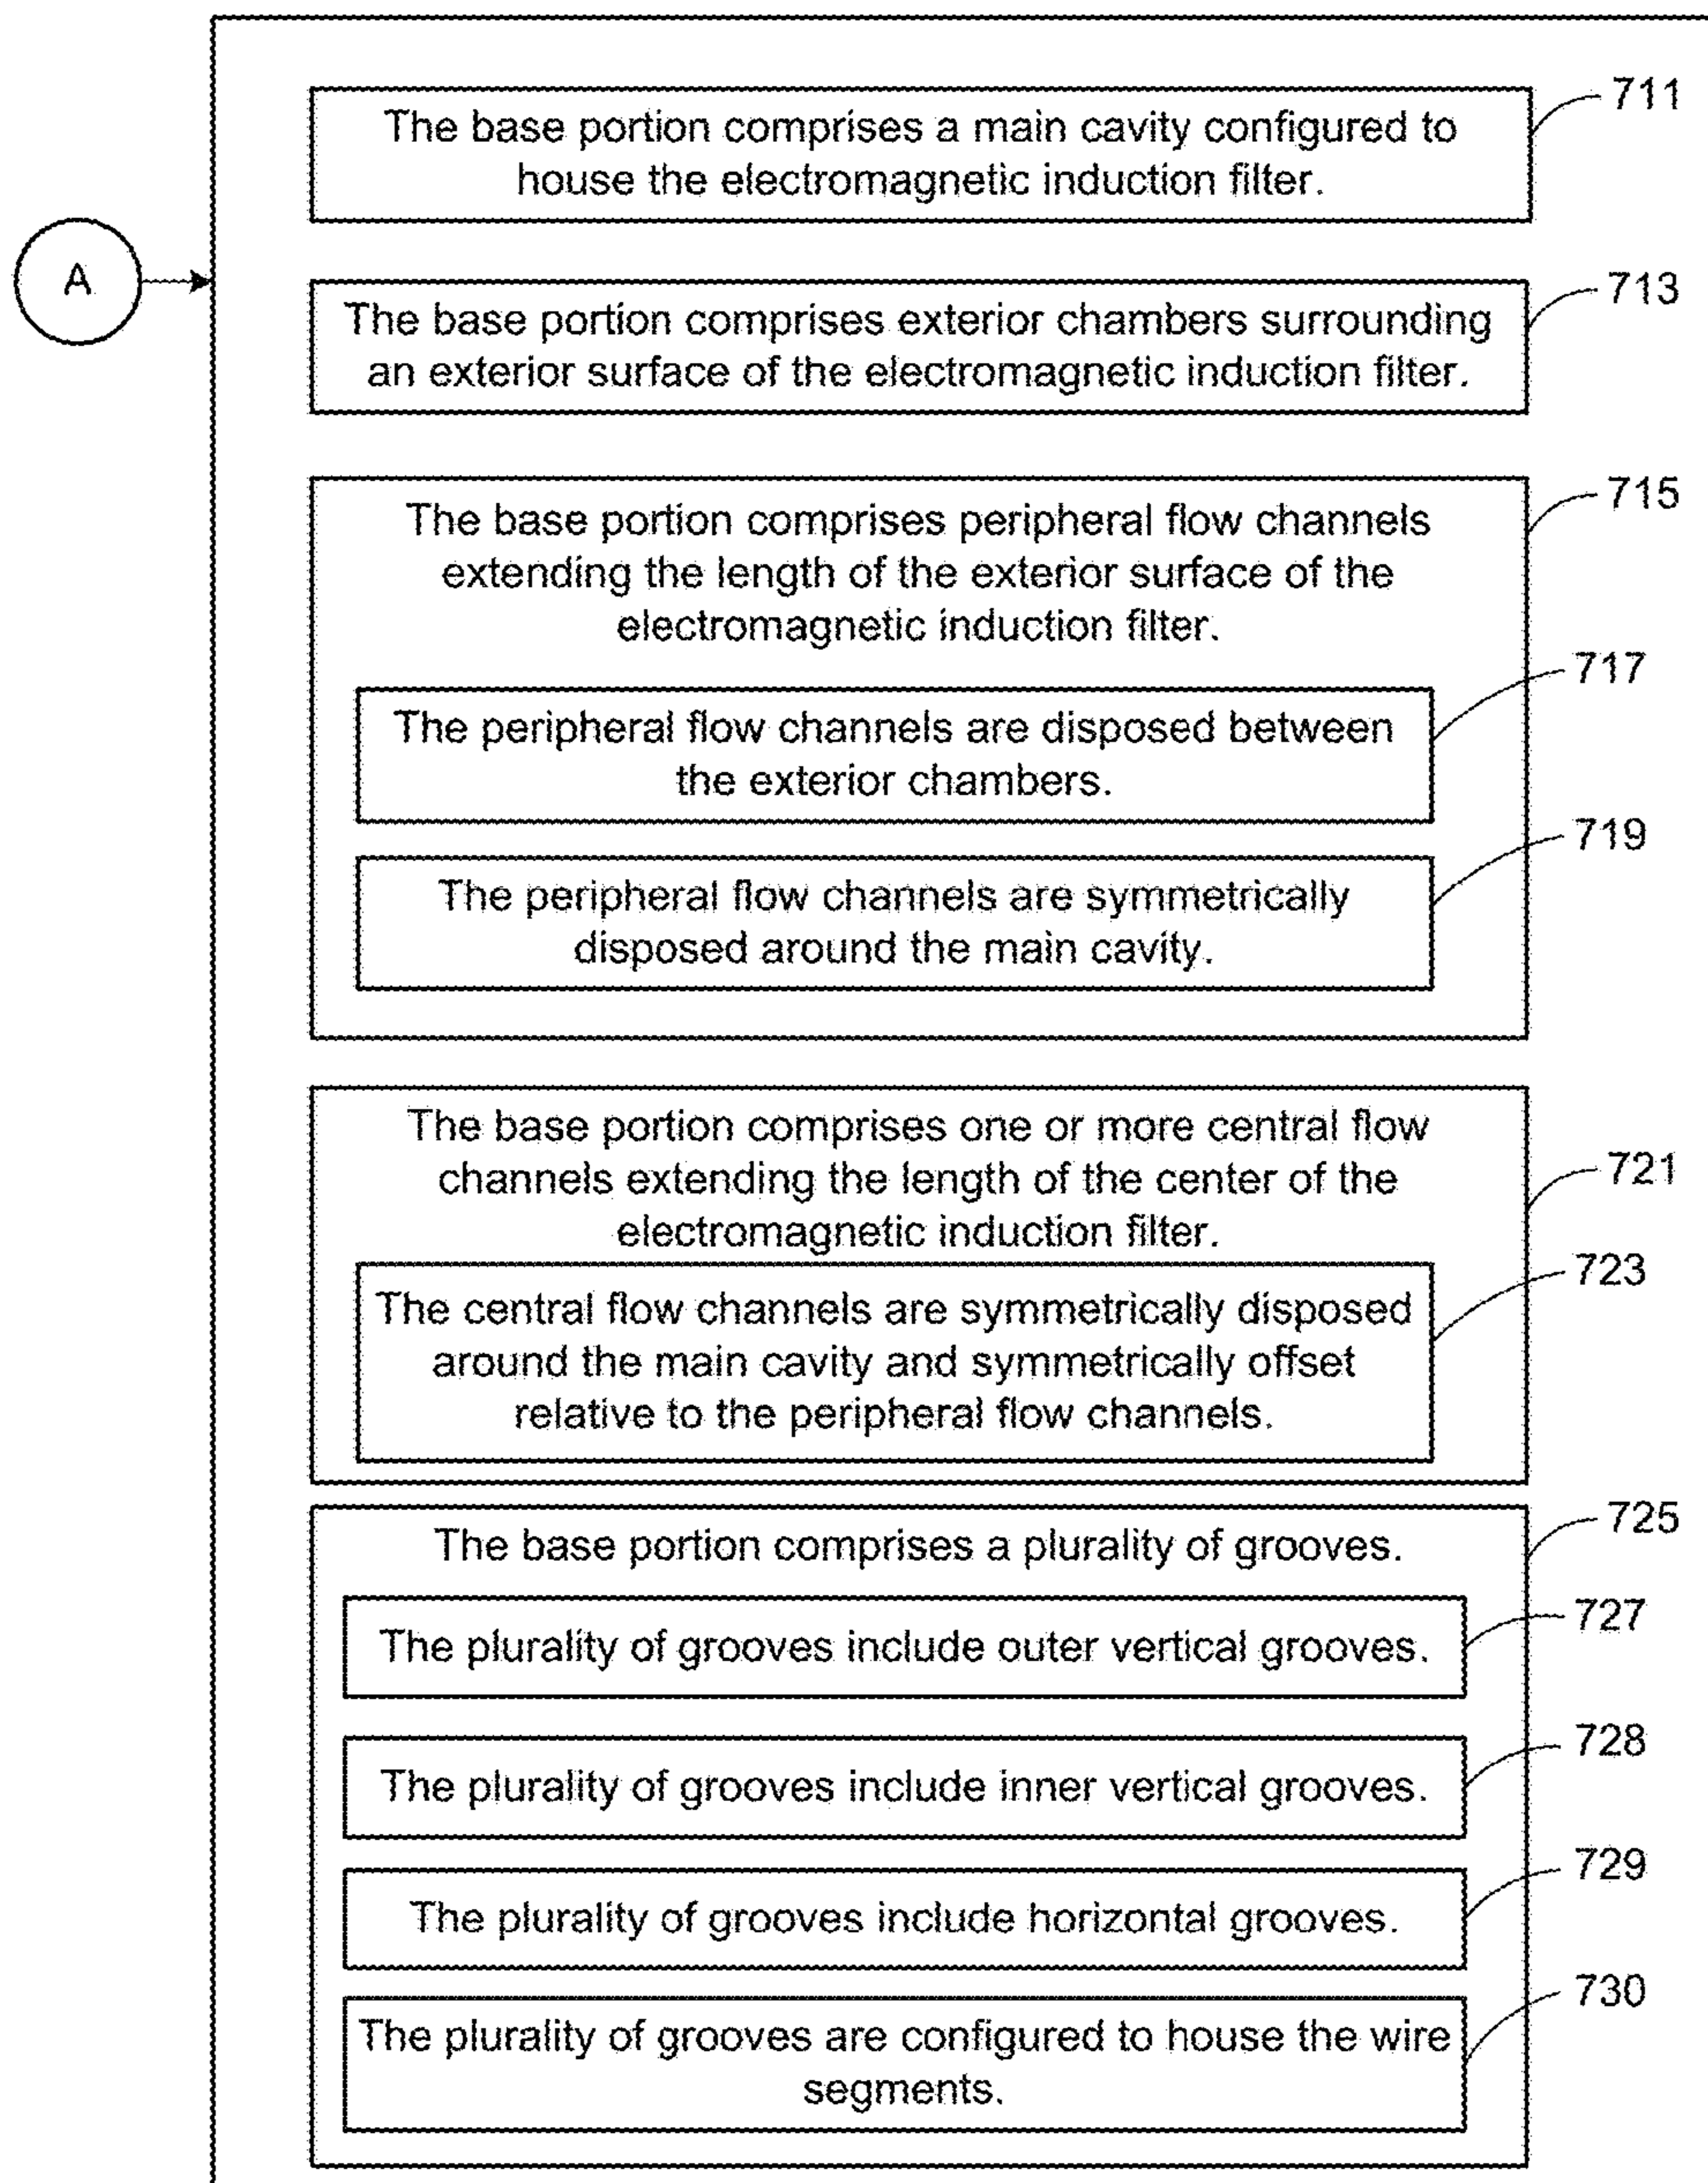 711
The base portion comprises a main cavity configured to
house the electromagnetic induction filter.
A
713
The base portion comprises exterior chambers surrounding
an exterior surface of the electromagnetic induction filter.
715
The base portion comprises peripheral flow channels
extending the length of the exterior surface of the
electromagnetic induction filter.
717
The peripheral flow channels are disposed between
the exterior chambers.
719
The peripheral flow channels are symmetrically
disposed around the main cavity.
The base portion comprises one or more central flow
channels extending the length of the center of the
electromagnetic induction filter.
721
723
The central flow channels are symmetrically disposed
around the main cavity and symmetrically offset
relative to the peripheral flow channels.
725
The base portion comprises a plurality of grooves.
727
The plurality of grooves include outer vertical grooves.
728
The plurality of grooves include inner vertical grooves.
729
The plurality of grooves include horizontal grooves.
730
The plurality of grooves are configured to house the wire
segments.